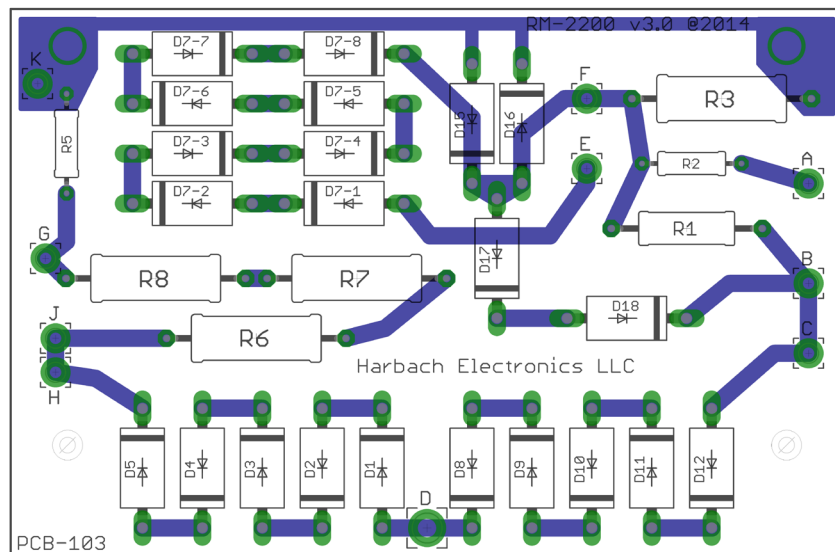 RM-2200 v3.0 @2014
D7-7
D7-8
K
F
D7-6
D7-5
R3
D15
D16
R5
D7-3
D7-4
E
R2
A
D7-2
D7-1
G
R1
D17
B
R8
R7
D18
J
C
R6
Harbach Electronics LLC
H
D5
D4
D3
D2
D1
D8
D9
D10
D11
D12
D
PCB-103